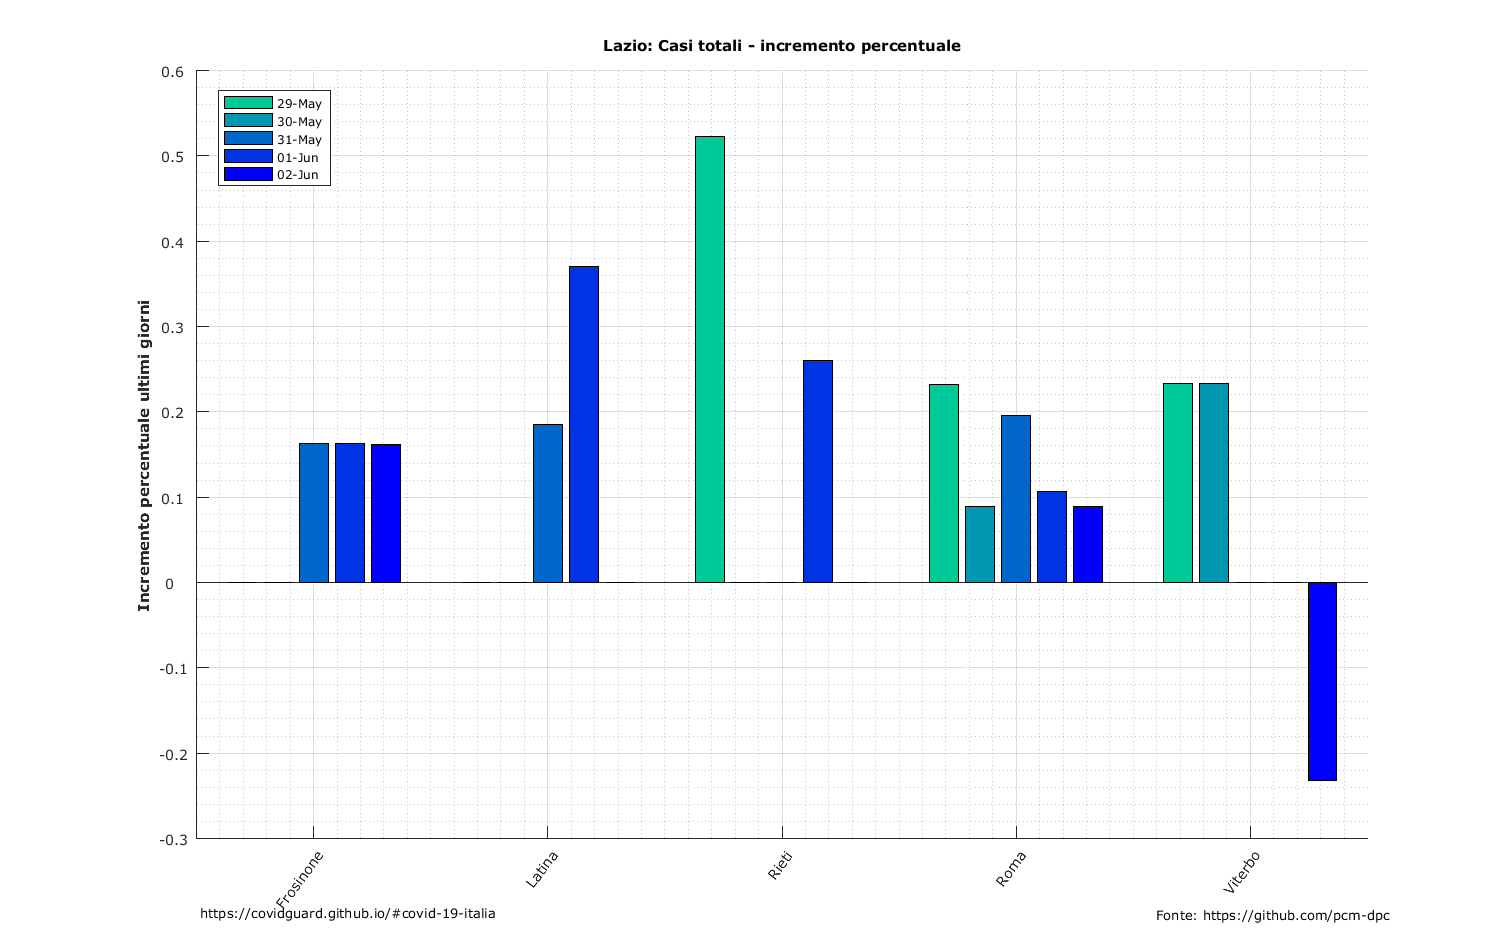 Lazio: Casi totali - incremento percentuale
0.6
0.5
0.4
0.3
0.2
0.1
0
-0.1
-0.2
-0.3
Incremento percentuale ultimi giorni
29-May
30-May
31-May
01-Jun
02-Jun
Frosinone
Latina
Rieti
Roma
Viterbo
https://covidguard.github.io/#covid-19-italia
Fonte: https://github.com/pcm-dpc